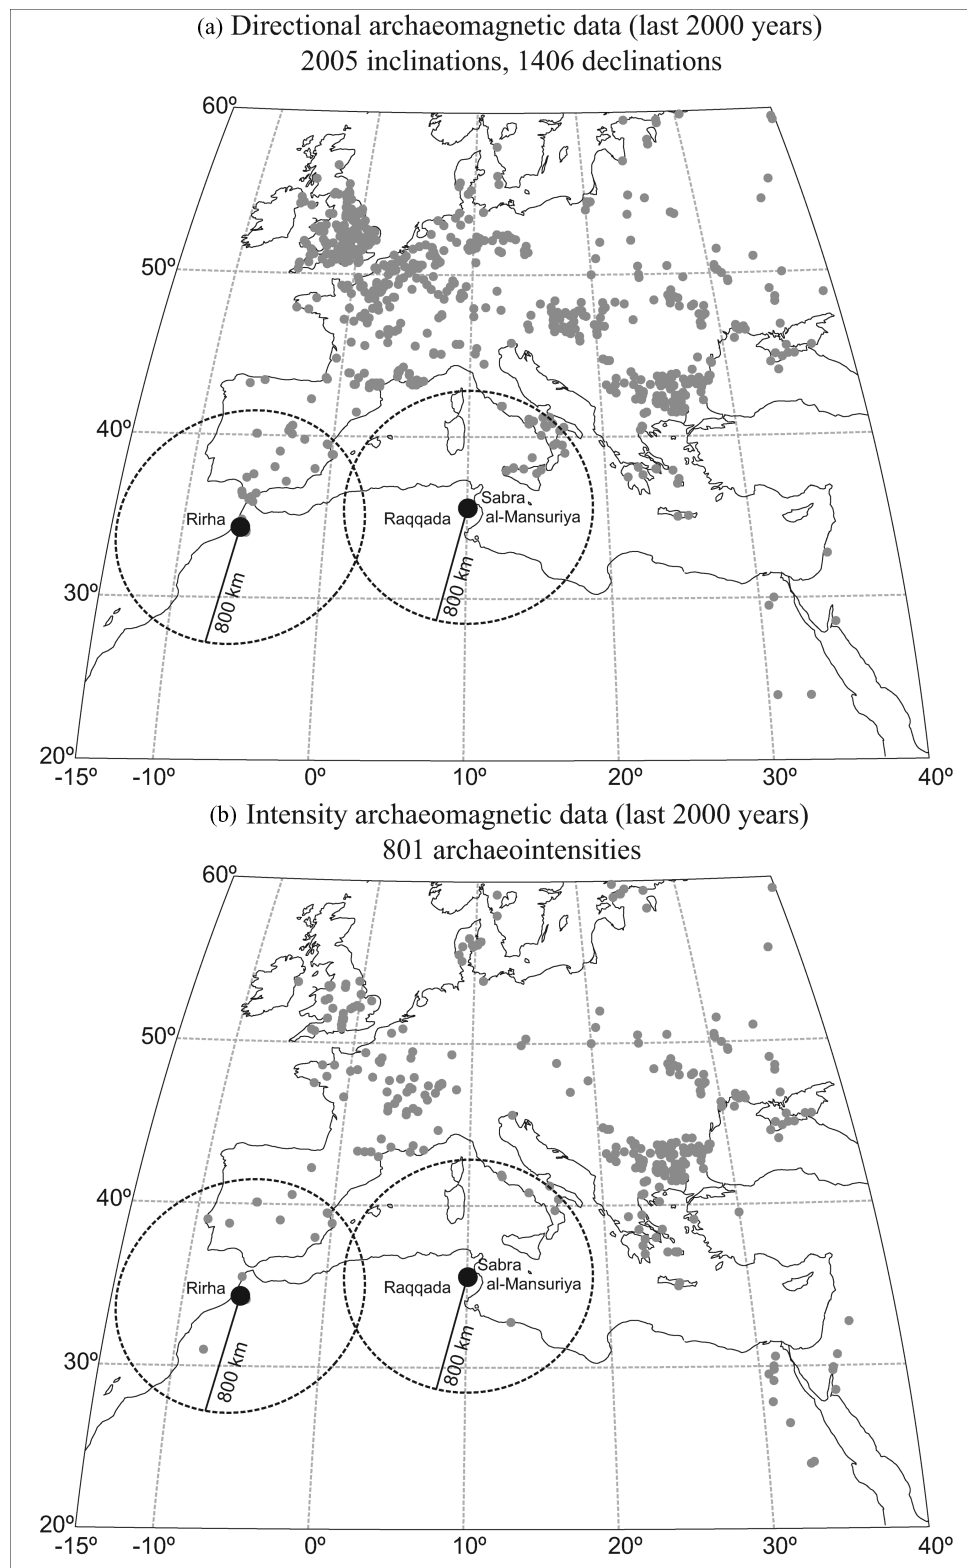 (a) Directional archaeomagnetic data (last 2000 years)
2005 inclinations, 1406 declinations
60º
50º
40º
Rirha
Raqqada
Sabra
al-Mansuriya
800 km
800 km
30º
20º
-15º -10º 0º 10º 20º 30º 40º
(b) Intensity archaeomagnetic data (last 2000 years)
801 archaeointensities
60º
50º
40º
Rirha
Raqqada
Sabra
al-Mansuriya
800 km
800 km
30º
20º
-15º -10º 0º 10º 20º 30º 40º